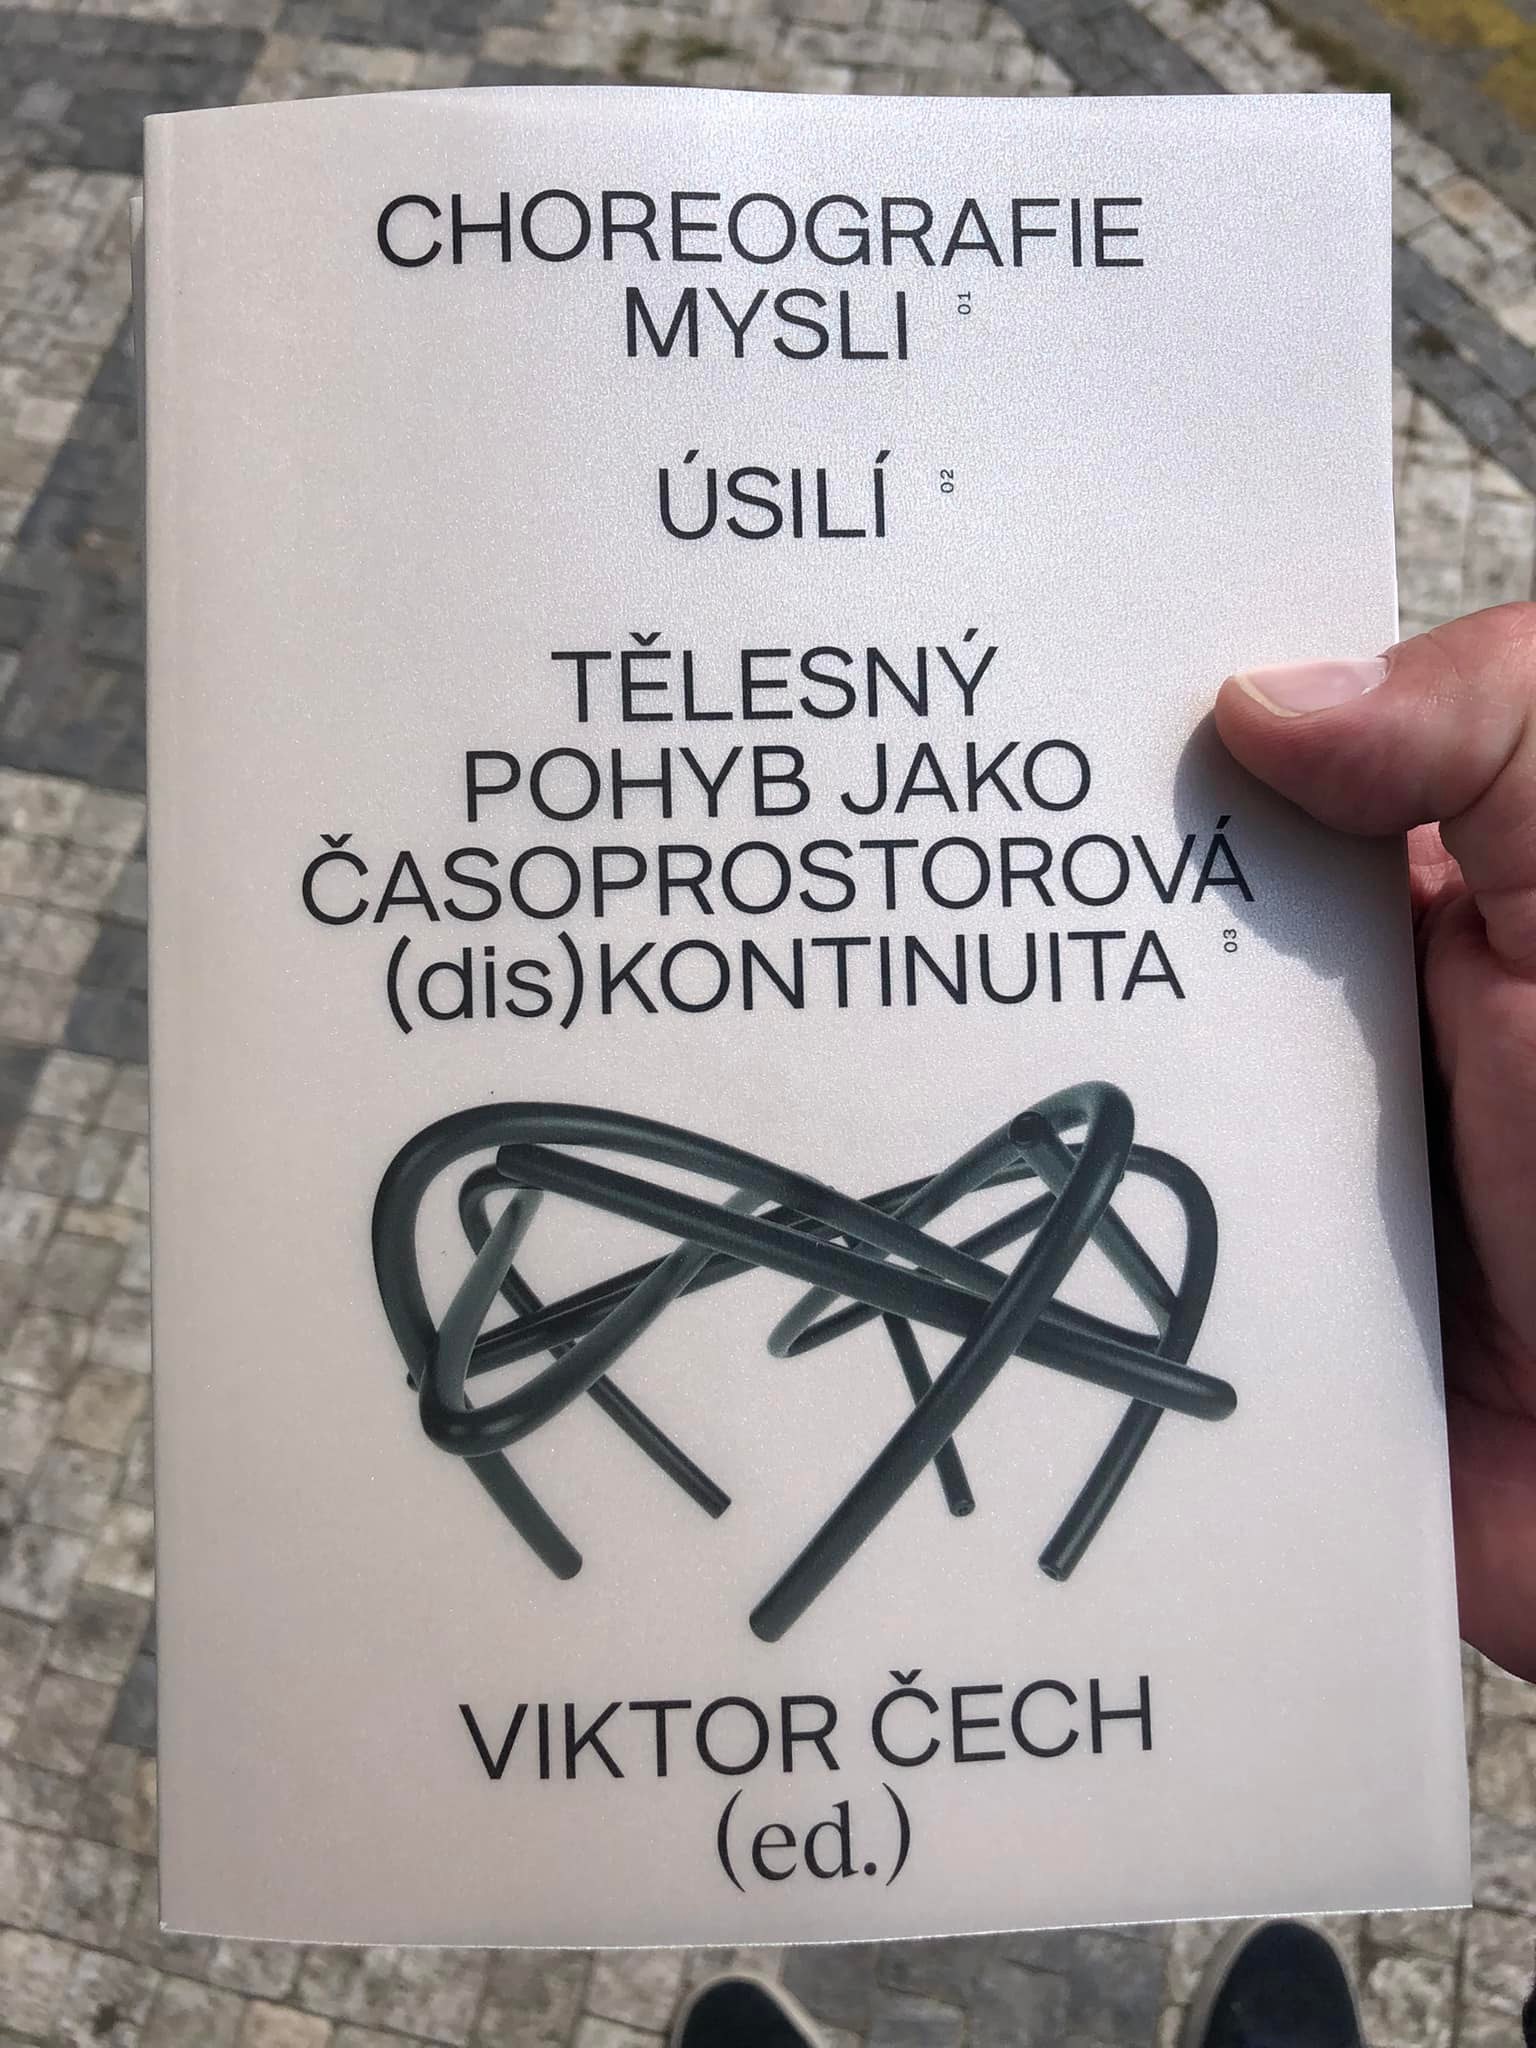 CHOREOGRAFIE
MYSLI 01
ÚSILÍ 02
TĚLESNÝ
POHYB JAKO
ČASOPROSTOROVÁ
(dis)KONTINUITA 03
VIKTOR ČECH
(ed.)